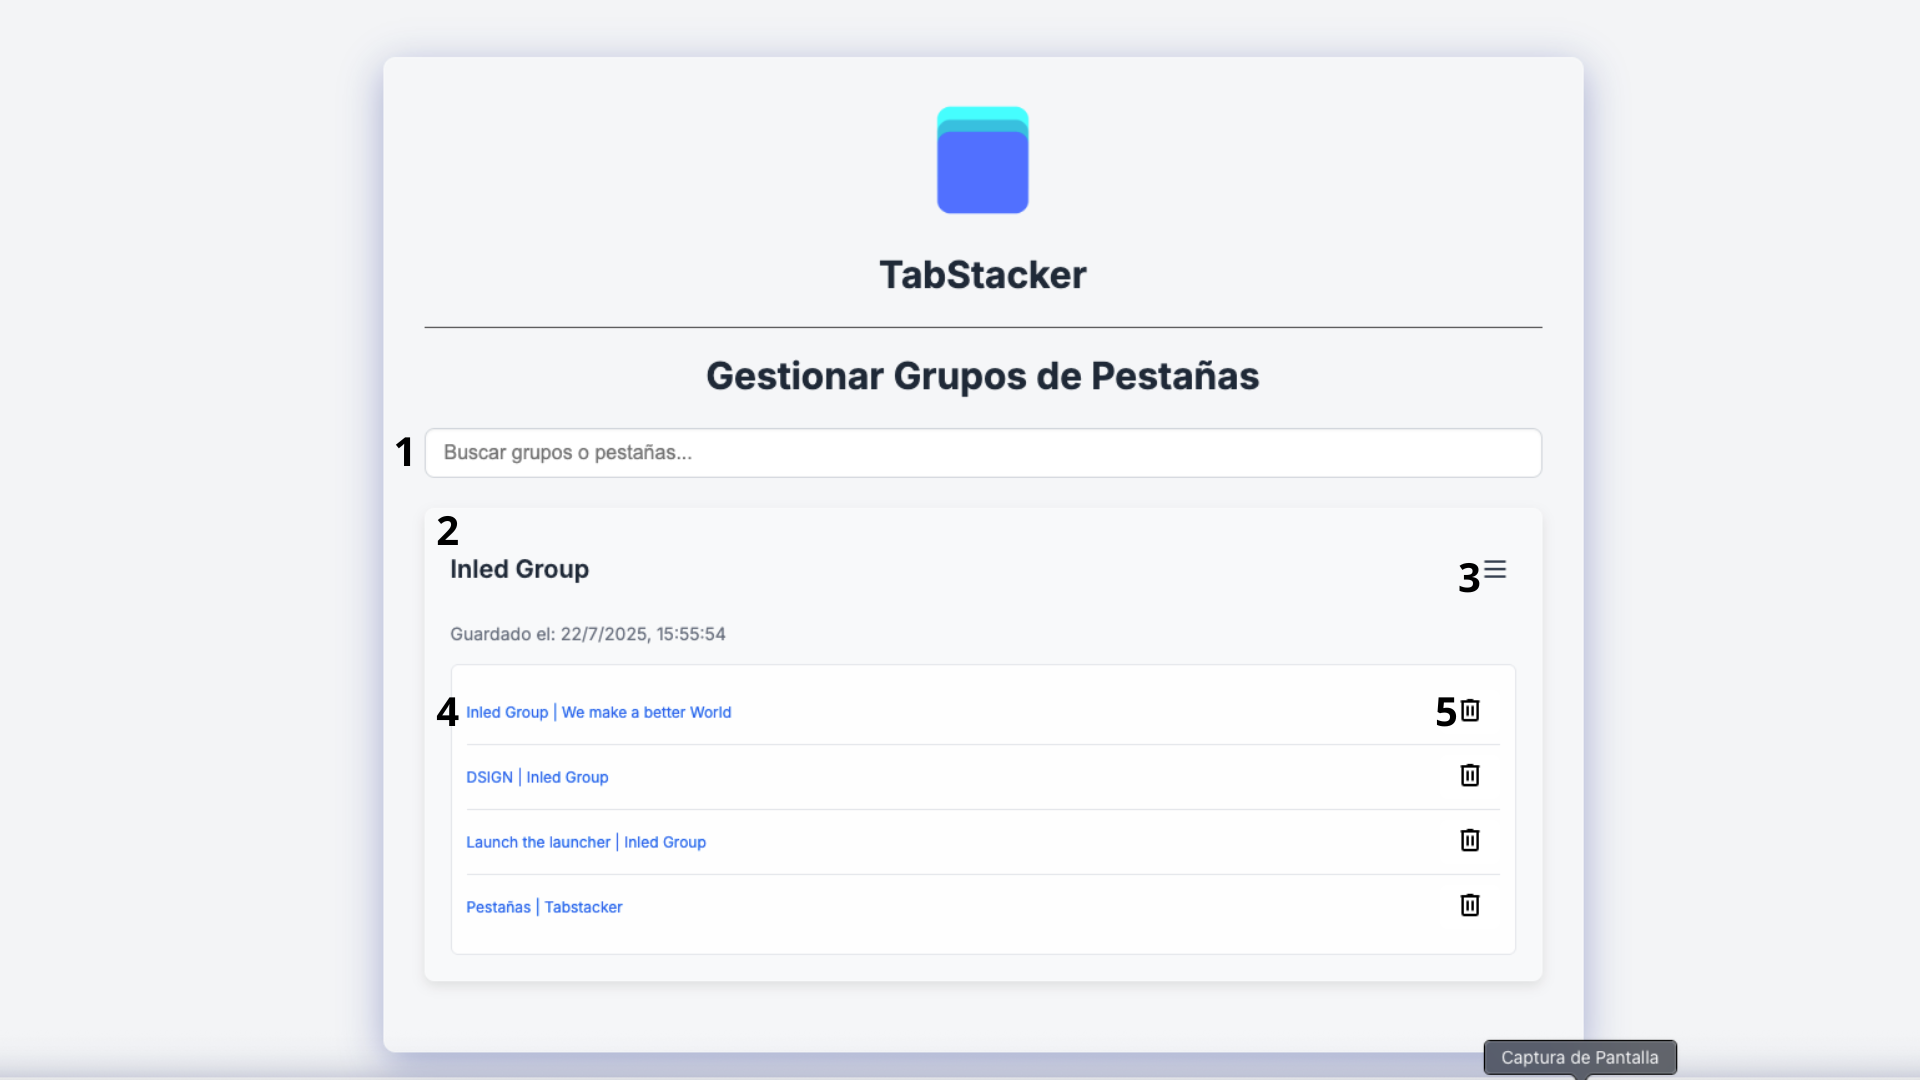 TabStacker
Gestionar Grupos de Pestañas
1 Buscar grupos o pestañas...
2
Inled Group 3
Guardado el: 22/7/2025, 15:55:54
4 Inled Group | We make a better World 5
DSIGN | Inled Group
Launch the launcher | Inled Group
Pestañas | Tabstacker
Captura de Pantalla